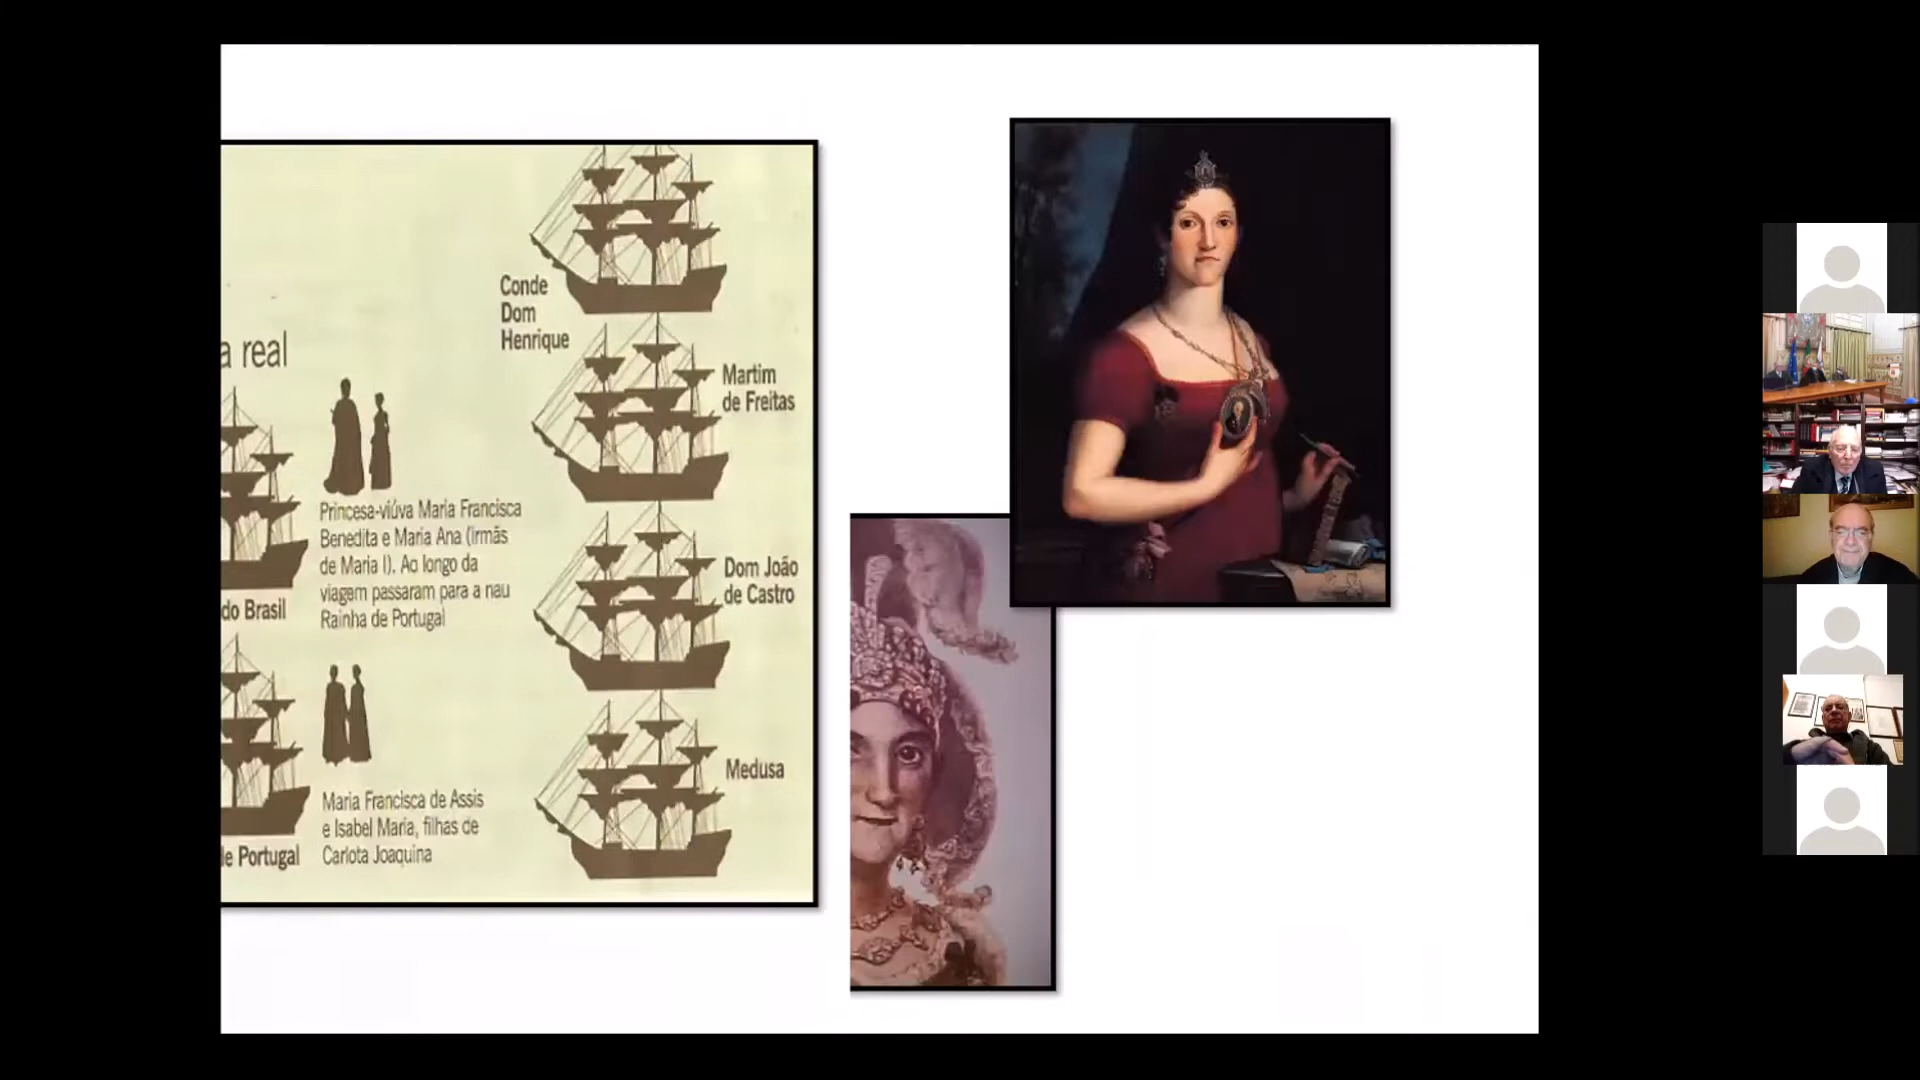 a real
do Brasil
Princesa-viúva Maria Francisca
Benedita e Maria Ana (irmãs
de Maria I). Ao longo da
viagem passaram para a nau
Rainha de Portugal
de Portugal
Maria Francisca de Assis
e Isabel Maria, filhas de
Carlota Joaquina
Conde
Dom
Henrique
Martim
de Freitas
Dom João
de Castro
Medusa